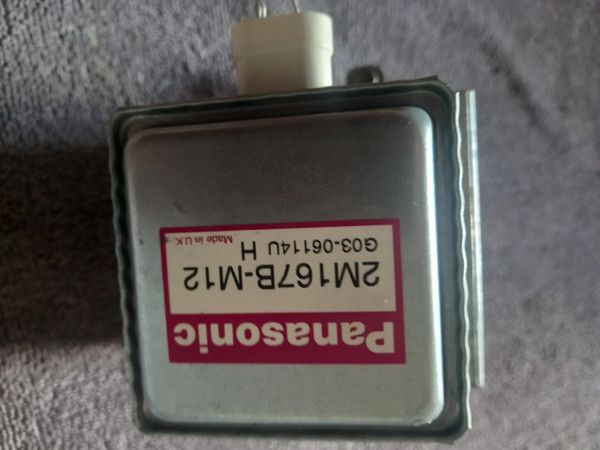 Panasonic
2M167B-M12
G03-06114U H
Made in U.K.